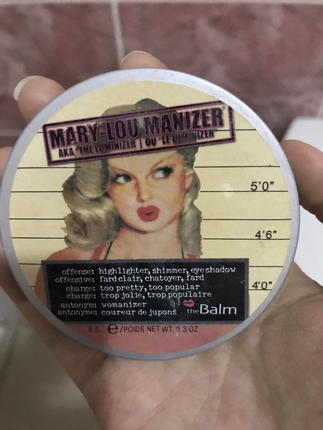 MARY-LOU MANIZER
AKA "THE LUMINIZER" | OU "LE LUMINIZER"
5'0"
4'6"
4'0"
offense: highlighter, shimmer, eyeshadow
offensive: fard clair, chatoyer, fard
charge: too pretty, too popular
charge: trop jolie, trop populaire
antonym: womanizer
antonyme: coureur de jupons
theBalm
8.5 e/POIDS NET WT. 0.3 OZ